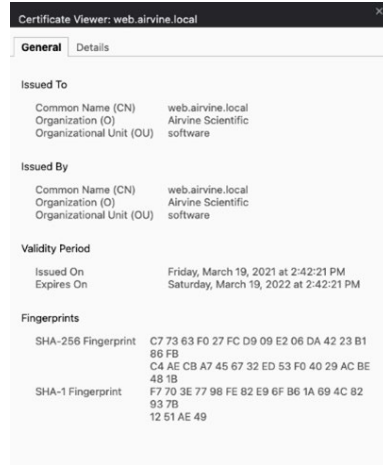 Certificate Viewer: web.airvine.local
General Details
Issued To
Common Name (CN) web.airvine.local
Organization (O) Airvine Scientific
Organizational Unit (OU) software
Issued By
Common Name (CN) web.airvine.local
Organization (O) Airvine Scientific
Organizational Unit (OU) software
Validity Period
Issued On Friday, March 19, 2021 at 2:42:21 PM
Expires On Saturday, March 19, 2022 at 2:42:21 PM
Fingerprints
SHA-256 Fingerprint C7 73 63 F0 27 FC D9 09 E2 06 DA 42 23 B1
86 FB
C4 AE CB A7 45 67 32 ED 53 F0 40 29 AC BE
48 1B
SHA-1 Fingerprint F7 70 3E 77 98 FE 82 E9 6F B6 1A 69 4C 82
93 7B
12 51 AE 49